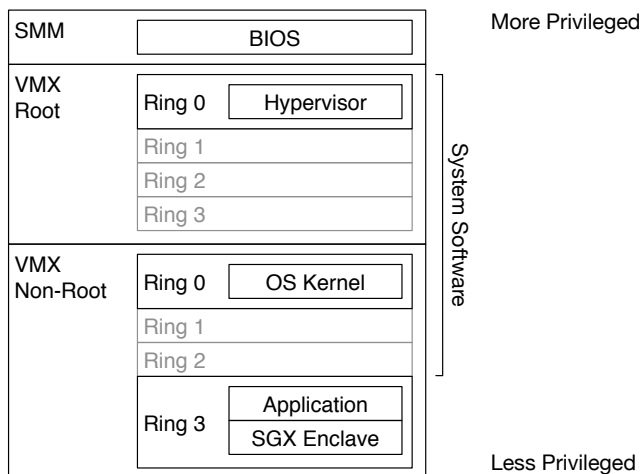 SMM
BIOS
More Privileged
VMX
Root
Ring 0
Hypervisor
Ring 1
Ring 2
Ring 3
System Software
VMX
Non-Root
Ring 0
OS Kernel
Ring 1
Ring 2
Ring 3
Application
SGX Enclave
Less Privileged